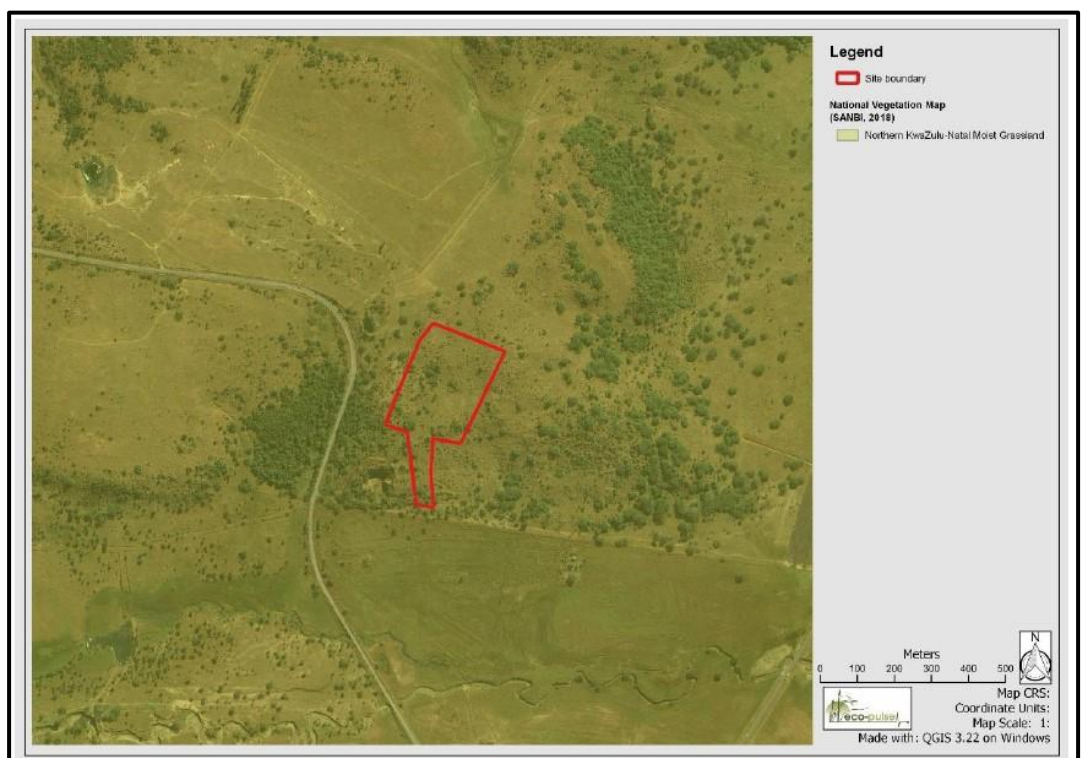 Legend
Site boundary
National Vegetation Map
(SANBI, 2018)
Northern KwaZulu-Natal Moist Grassland
N
Meters
0 100 200 300 400 500
eco-pulse
Map CRS:
Coordinate Units:
Map Scale: 1:
Made with: QGIS 3.22 on Windows